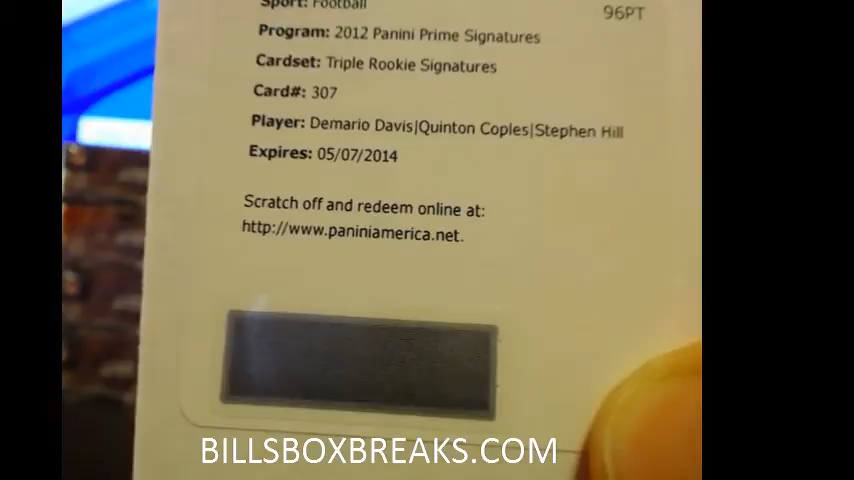 Sport: Football
96PT
Program: 2012 Panini Prime Signatures
Cardset: Triple Rookie Signatures
Card#: 307
Player: Demario Davis|Quinton Coples|Stephen Hill
Expires: 05/07/2014
Scratch off and redeem online at:
http://www.paniniamerica.net.
BILLSBOXBREAKS.COM